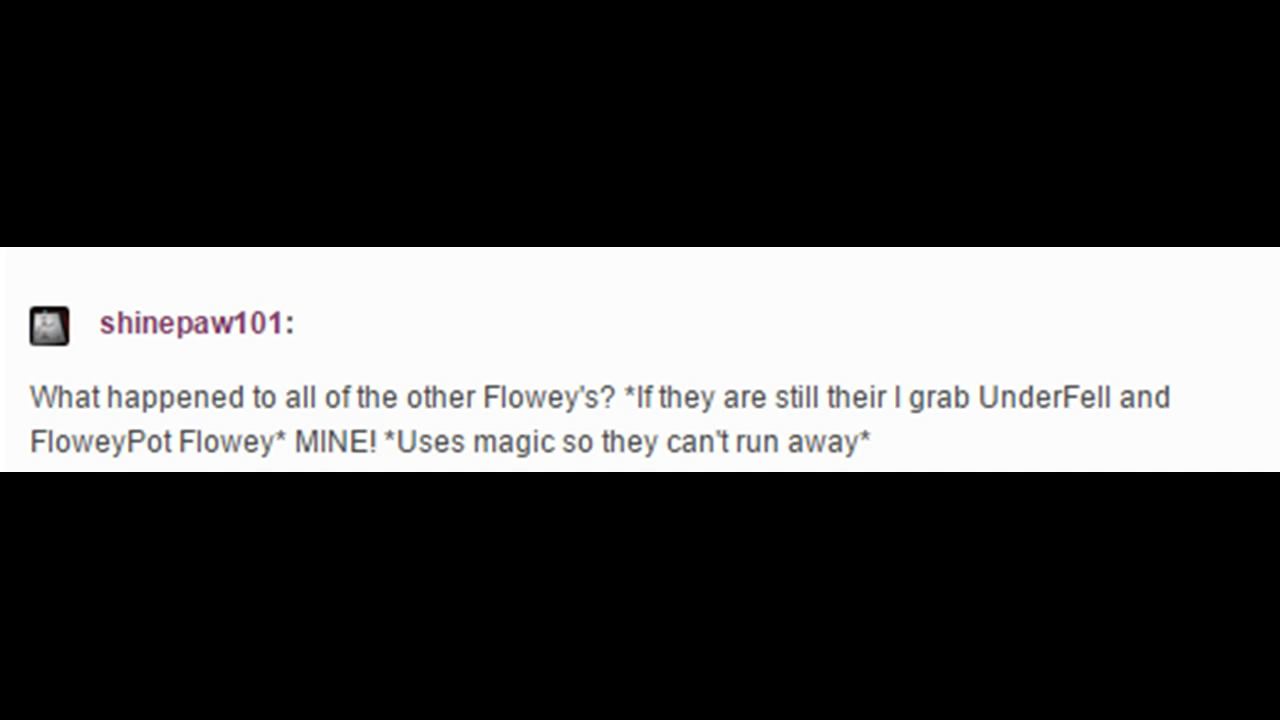 shinepaw101:
What happened to all of the other Flowey's? *If they are still their I grab UnderFell and
FloweyPot Flowey* MINE! *Uses magic so they can't run away*